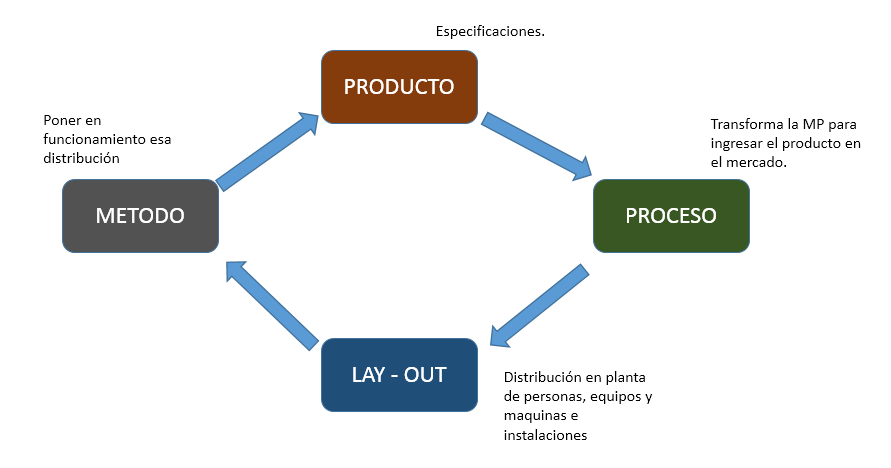 Especificaciones.
PRODUCTO
Transforma la MP para
ingresar el producto en
el mercado.
PROCESO
LAY - OUT
Distribución en planta
de personas, equipos y
maquinas e
instalaciones
METODO
Poner en
funcionamiento esa
distribución